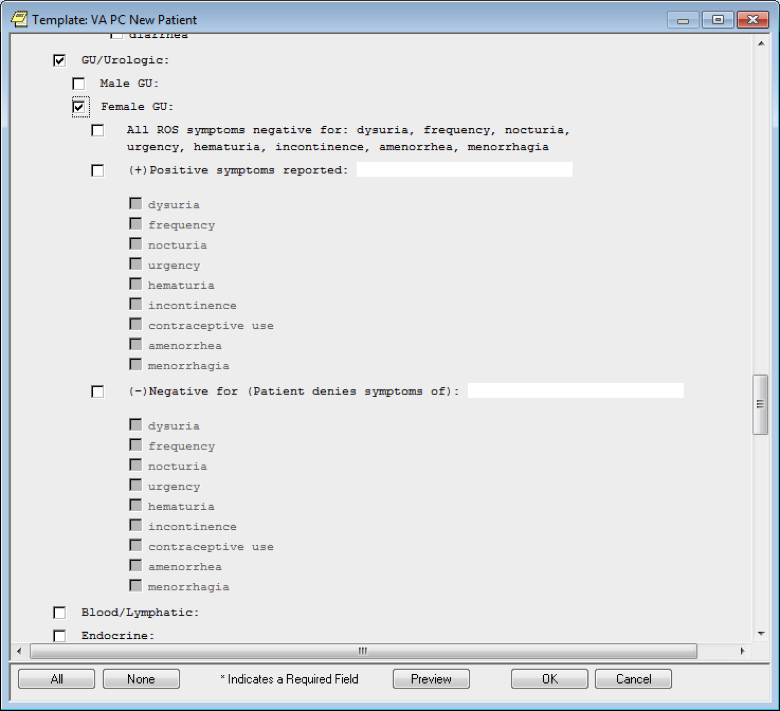 Template: VA PC New Patient
diarrhea
GU/Urologic:
Male GU:
Female GU:
All ROS symptoms negative for: dysuria, frequency, nocturia,
urgency, hematuria, incontinence, amenorrhea, menorrhagia
(+)Positive symptoms reported:
dysuria
frequency
nocturia
urgency
hematuria
incontinence
contraceptive use
amenorrhea
menorrhagia
(-)Negative for (Patient denies symptoms of):
dysuria
frequency
nocturia
urgency
hematuria
incontinence
contraceptive use
amenorrhea
menorrhagia
Blood/Lymphatic:
Endocrine:
All None * Indicates a Required Field Preview OK Cancel